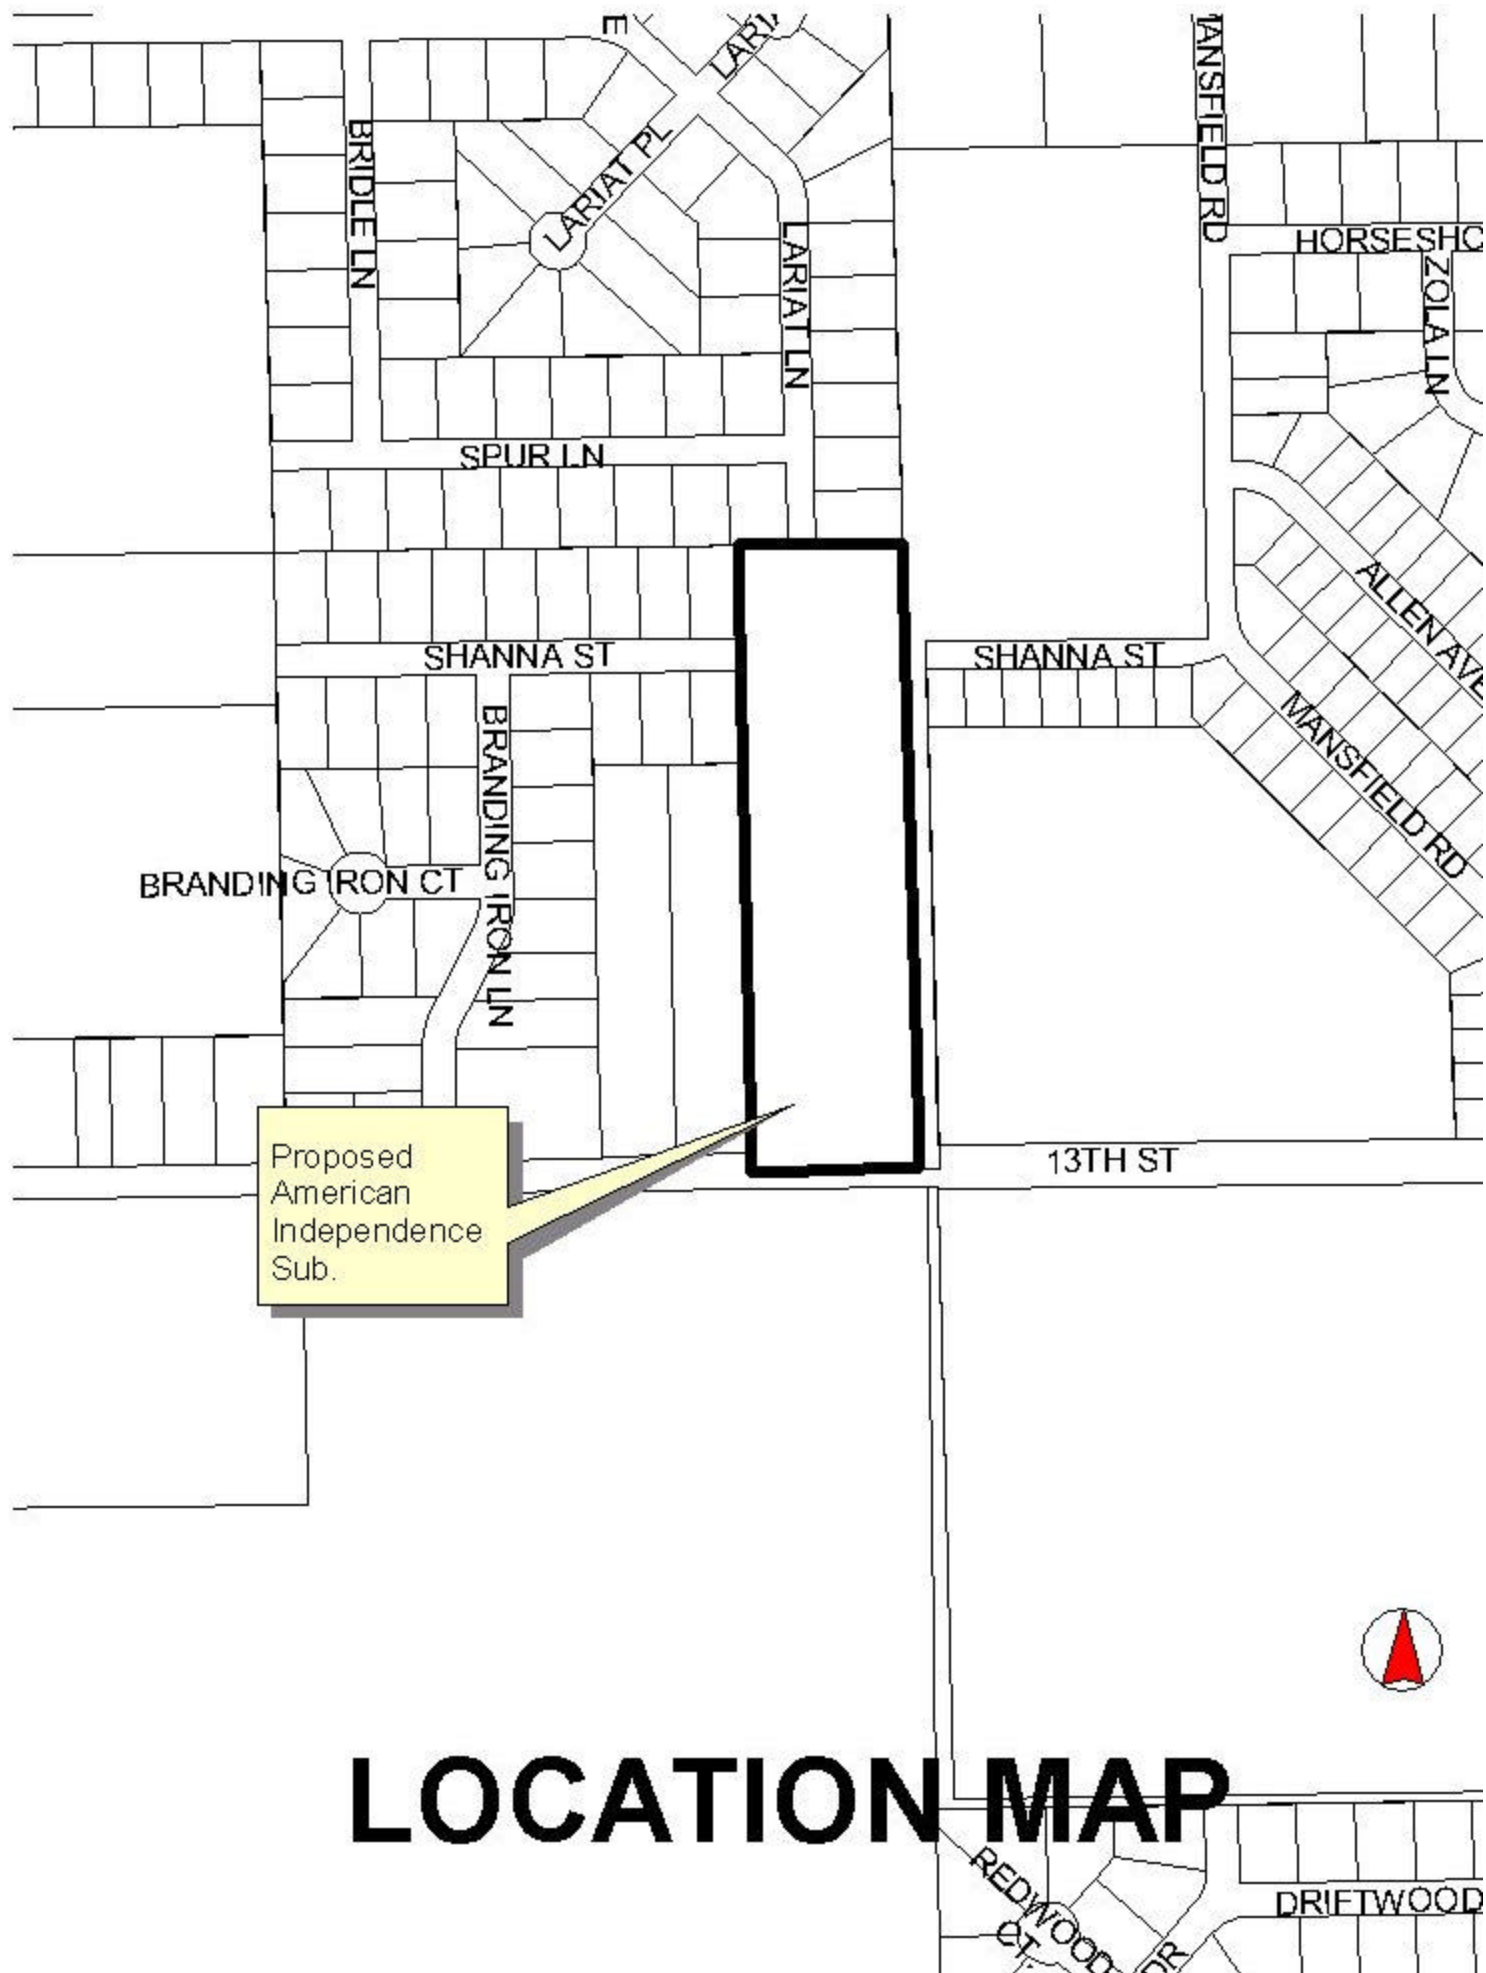 E
LARIA
MANSFIELD RD
BRIDLE LN
LARIAT PL
LARIAT LN
HORSESHO
ZOLA LN
SPUR LN
ALLEN AVE
SHANNA ST
SHANNA ST
MANSFIELD RD
BRANDING IRON LN
BRANDING IRON CT
13TH ST
Proposed
American
Independence
Sub.
LOCATION MAP
REDWOOD
CT
DR
DRIFTWOOD